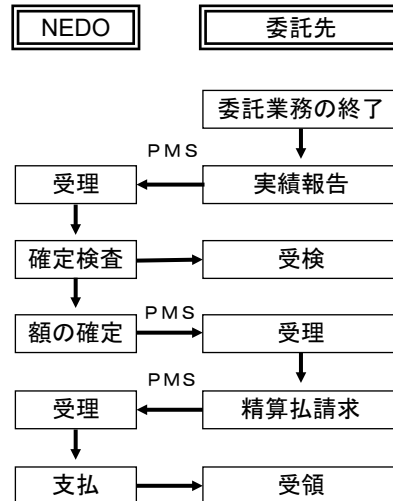 NEDO 委託先
委託業務の終了
PMS
受理 実績報告
確定検査 受検
PMS
額の確定 受理
PMS
受理 精算払請求
支払 受領